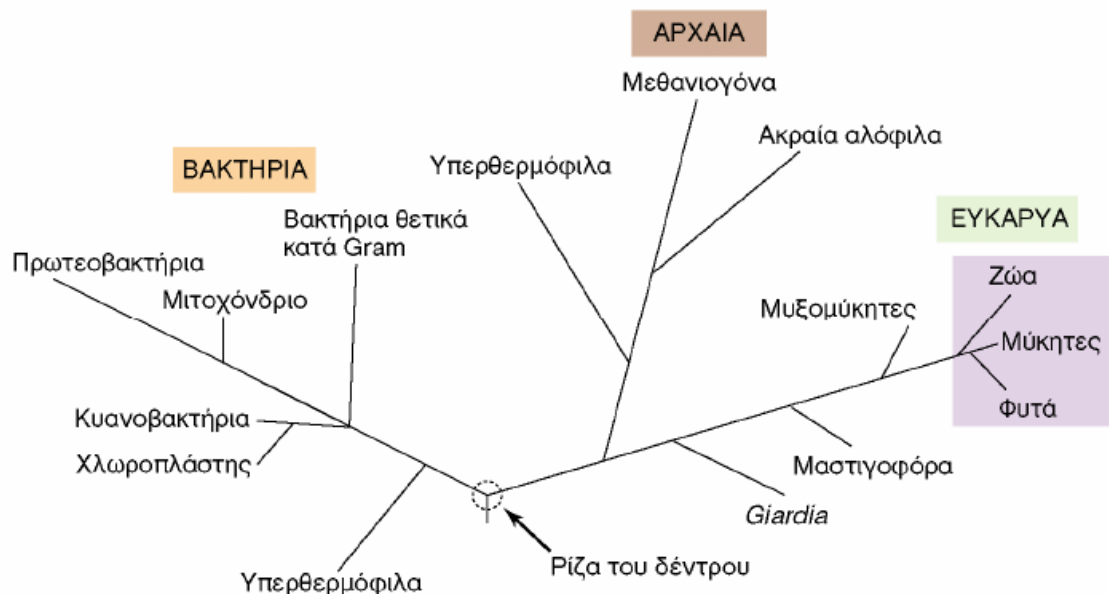 ΑΡΧΑΙΑ
Μεθανιογόνα
Ακραία αλόφιλα
Υπερθερμόφιλα
ΒΑΚΤΗΡΙΑ
Βακτήρια θετικά
κατά Gram
ΕΥΚΑΡΥΑ
Πρωτεοβακτήρια
Ζώα
Μιτοχόνδριο
Μυξομύκητες
Μύκητες
Κυανοβακτήρια
Φυτά
Χλωροπλάστης
Μαστιγοφόρα
Giardia
Ρίζα του δέντρου
Υπερθερμόφιλα